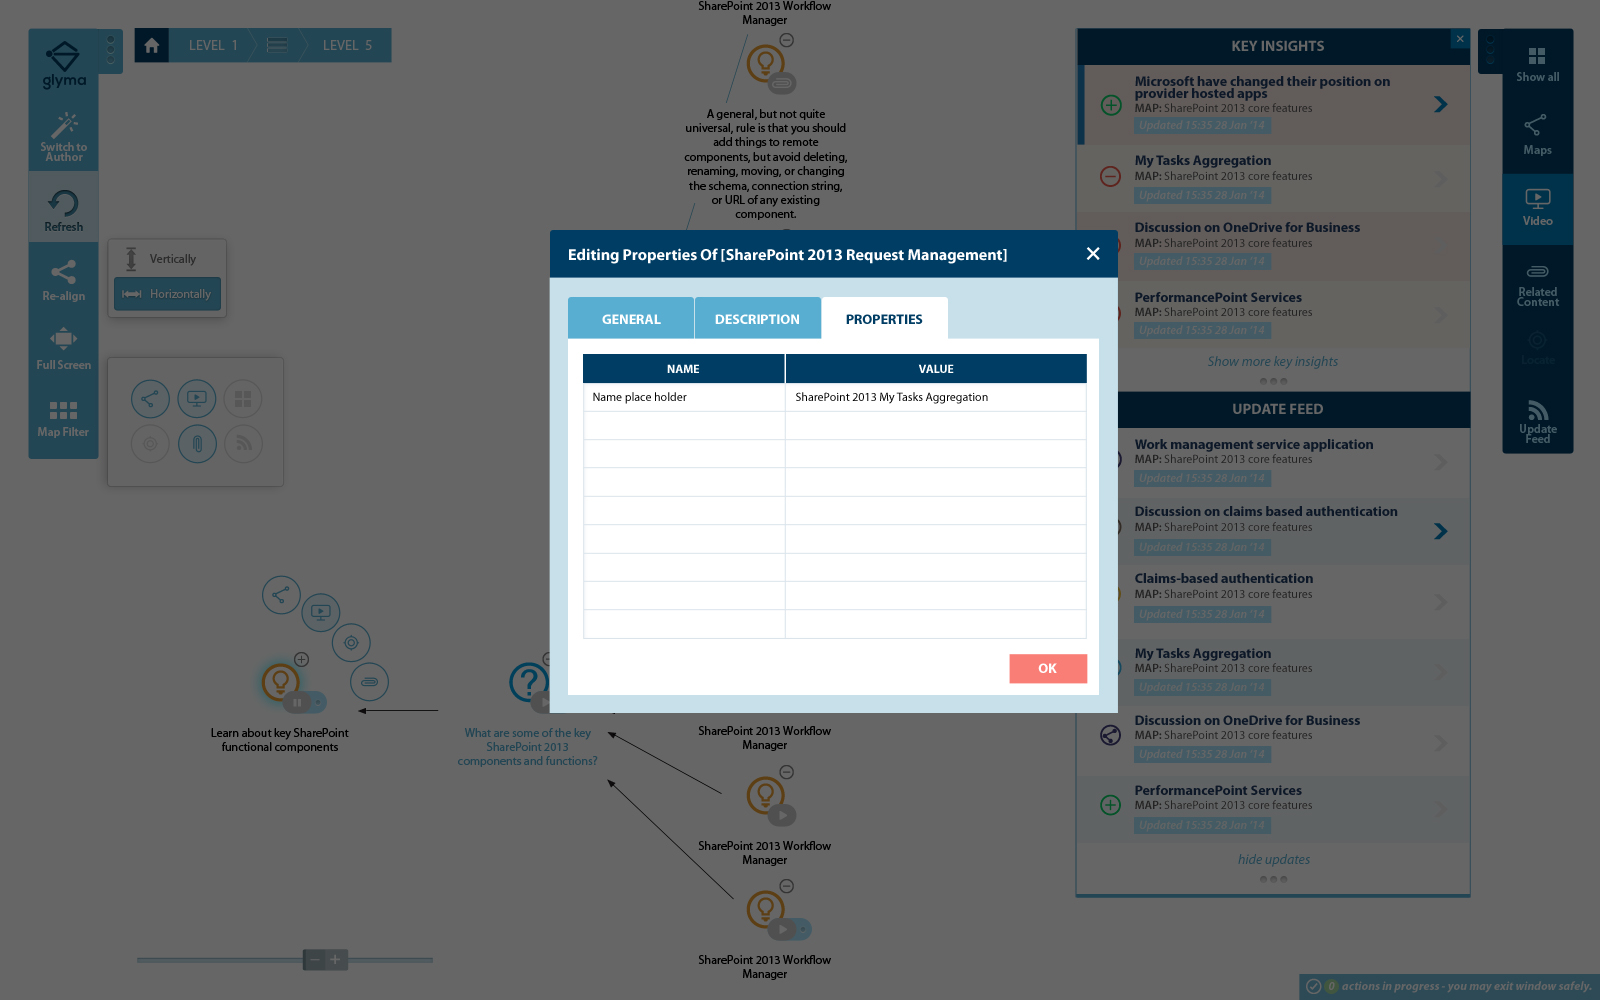 SharePoint 2013 Workflow
Manager
LEVEL 1
LEVEL 5
glyma
Switch to
Author
Refresh
Re-align
Full Screen
Map Filter
Vertically
Horizontally
A general, but not quite
universal, rule is that you should
add things to remote
components, but avoid deleting,
renaming, moving, or changing
the schema, connection string,
or URL of any existing
component.
Editing Properties Of [SharePoint 2013 Request Management]
GENERAL
DESCRIPTION
PROPERTIES
NAME
VALUE
Name place holder
SharePoint 2013 My Tasks Aggregation
OK
Learn about key SharePoint
functional components
What are some of the key
SharePoint 2013
components and functions?
SharePoint 2013 Workflow
Manager
SharePoint 2013 Workflow
Manager
SharePoint 2013 Workflow
Manager
KEY INSIGHTS
Microsoft have changed their position on
provider hosted apps
MAP: SharePoint 2013 core features
Updated 15:35 28 Jan '14
My Tasks Aggregation
MAP: SharePoint 2013 core features
Updated 15:35 28 Jan '14
Discussion on OneDrive for Business
MAP: SharePoint 2013 core features
Updated 15:35 28 Jan '14
PerformancePoint Services
MAP: SharePoint 2013 core features
Updated 15:35 28 Jan '14
Show more key insights
UPDATE FEED
Work management service application
MAP: SharePoint 2013 core features
Updated 15:35 28 Jan '14
Discussion on claims based authentication
MAP: SharePoint 2013 core features
Updated 15:35 28 Jan '14
Claims-based authentication
MAP: SharePoint 2013 core features
Updated 15:35 28 Jan '14
My Tasks Aggregation
MAP: SharePoint 2013 core features
Updated 15:35 28 Jan '14
Discussion on OneDrive for Business
MAP: SharePoint 2013 core features
Updated 15:35 28 Jan '14
PerformancePoint Services
MAP: SharePoint 2013 core features
Updated 15:35 28 Jan '14
hide updates
Show all
Maps
Video
Related
Content
Locate
Update
Feed
0 actions in progress - you may exit window safely.